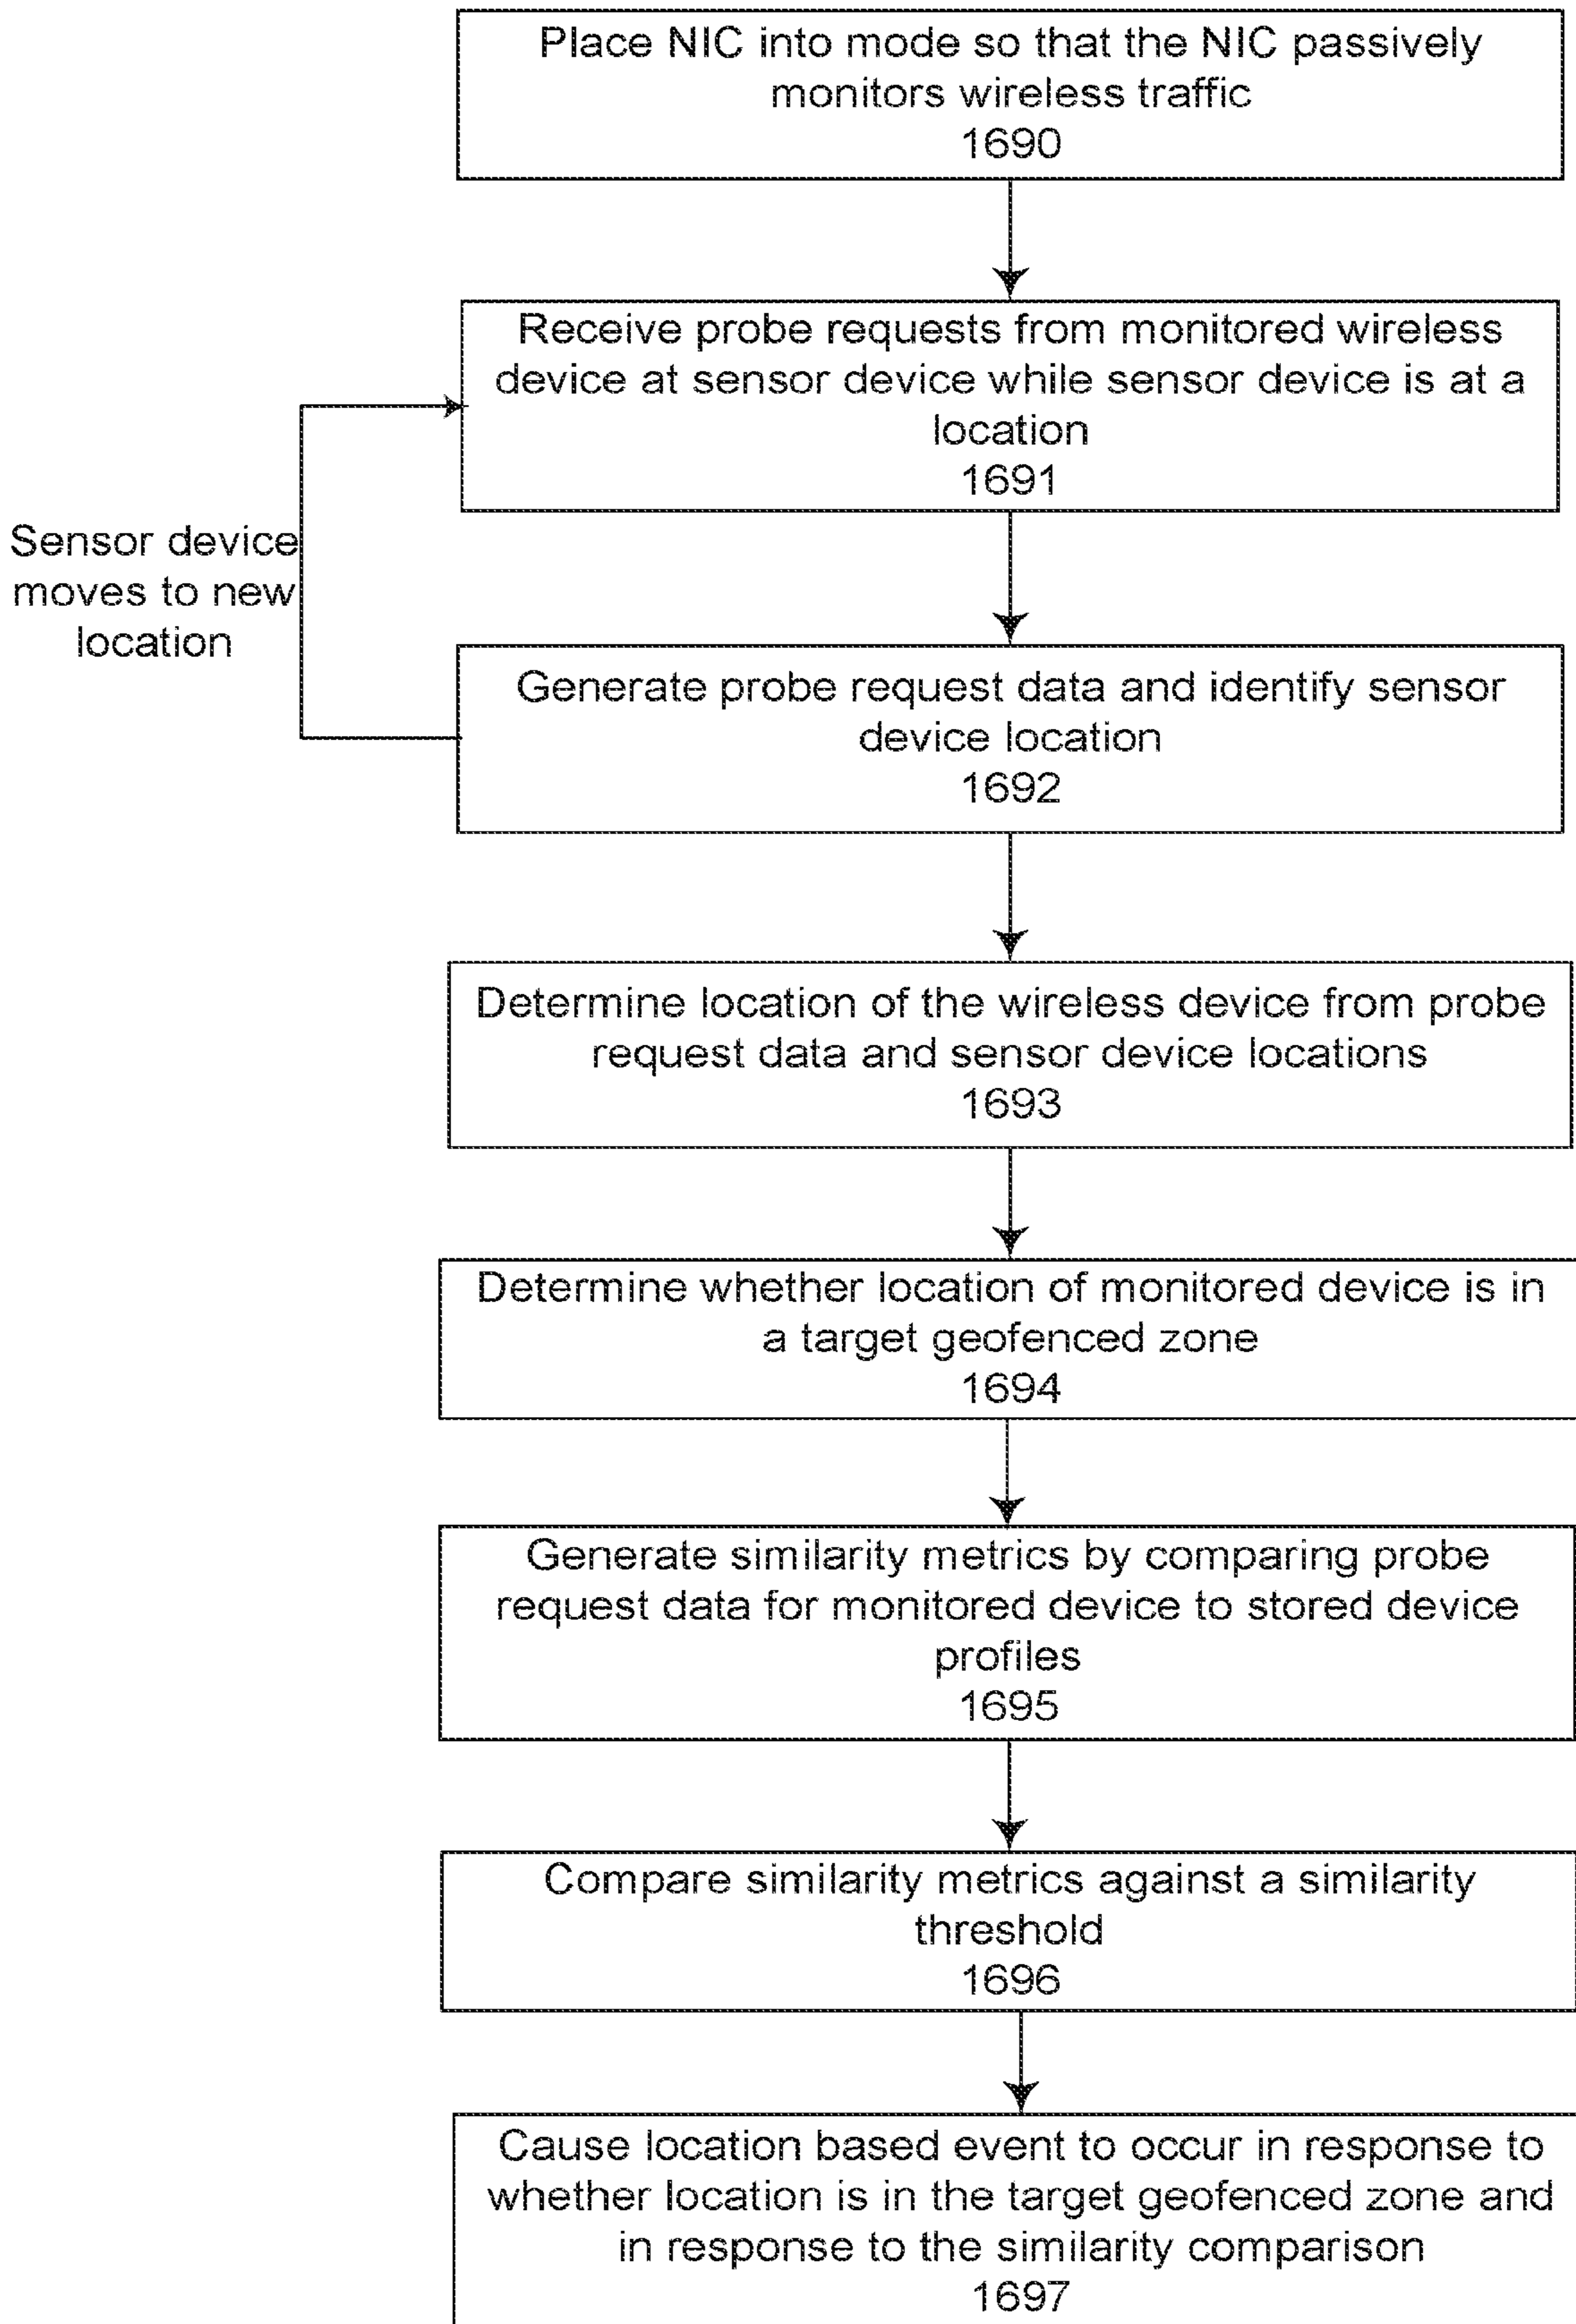 Place NIC into mode so that the NIC passively
monitors wireless traffic
1690
Receive probe requests from monitored wireless
device at sensor device while sensor device is at a
location
1691
Sensor device
moves to new
location
Generate probe request data and identify sensor
device location
1692
Determine location of the wireless device from probe
request data and sensor device locations
1693
Determine whether location of monitored device is in
a target geofenced zone
1694
Generate similarity metrics by comparing probe
request data for monitored device to stored device
profiles
1695
Compare similarity metrics against a similarity
threshold
1696
Cause location based event to occur in response to
whether location is in the target geofenced zone and
in response to the similarity comparison
1697